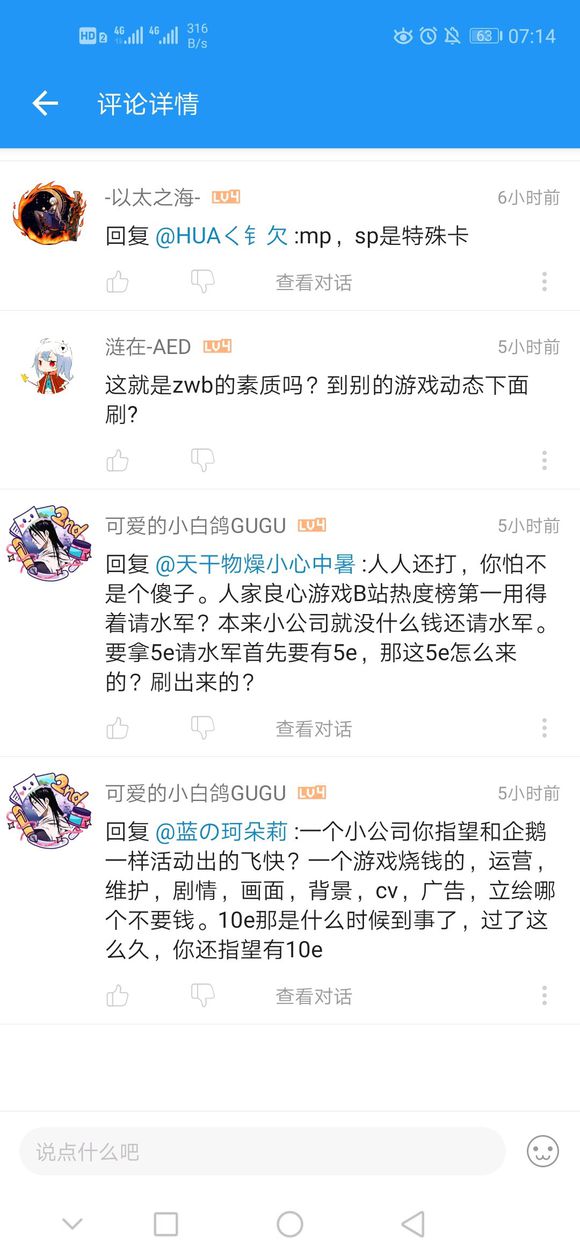 HD 2 4G 4G 316 B/s 63 07:14
评论详情
-以太之海- LV4 6小时前
回复 @HUAく钅欠 :mp，sp是特殊卡
查看对话
涟在-AED LV4 5小时前
这就是zwb的素质吗？到别的游戏动态下面
刷?
可爱的小白鸽GUGU LV4 5小时前
回复 @天干物燥小心中暑 :人人还打，你怕不
是个傻子。人家良心游戏B站热度榜第一用得
着请水军？本来小公司就没什么钱还请水军。
要拿5e请水军首先要有5e，那这5e怎么来
的？刷出来的？
查看对话
可爱的小白鸽GUGU LV4 5小时前
回复 @蓝の珂朵莉 :一个小公司你指望和企鹅
一样活动出的飞快？一个游戏烧钱的，运营，
维护，剧情，画面，背景，cv，广告，立绘哪
个不要钱。10e那是什么时候到事了，过了这
么久，你还指望有10e
查看对话
说点什么吧